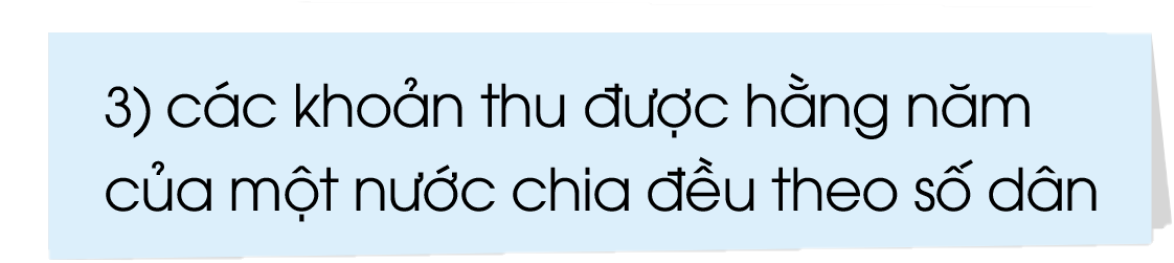 3) các khoản thu được hằng năm
của một nước chia đều theo số dân